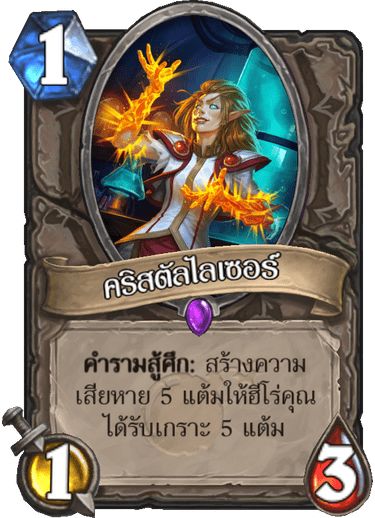 1
คริสตัลไลเซอร์
คำรามสู้ศึก: สร้างความ
เสียหาย 5 แต้มให้ฮีโร่คุณ
ได้รับเกราะ 5 แต้ม
1
3